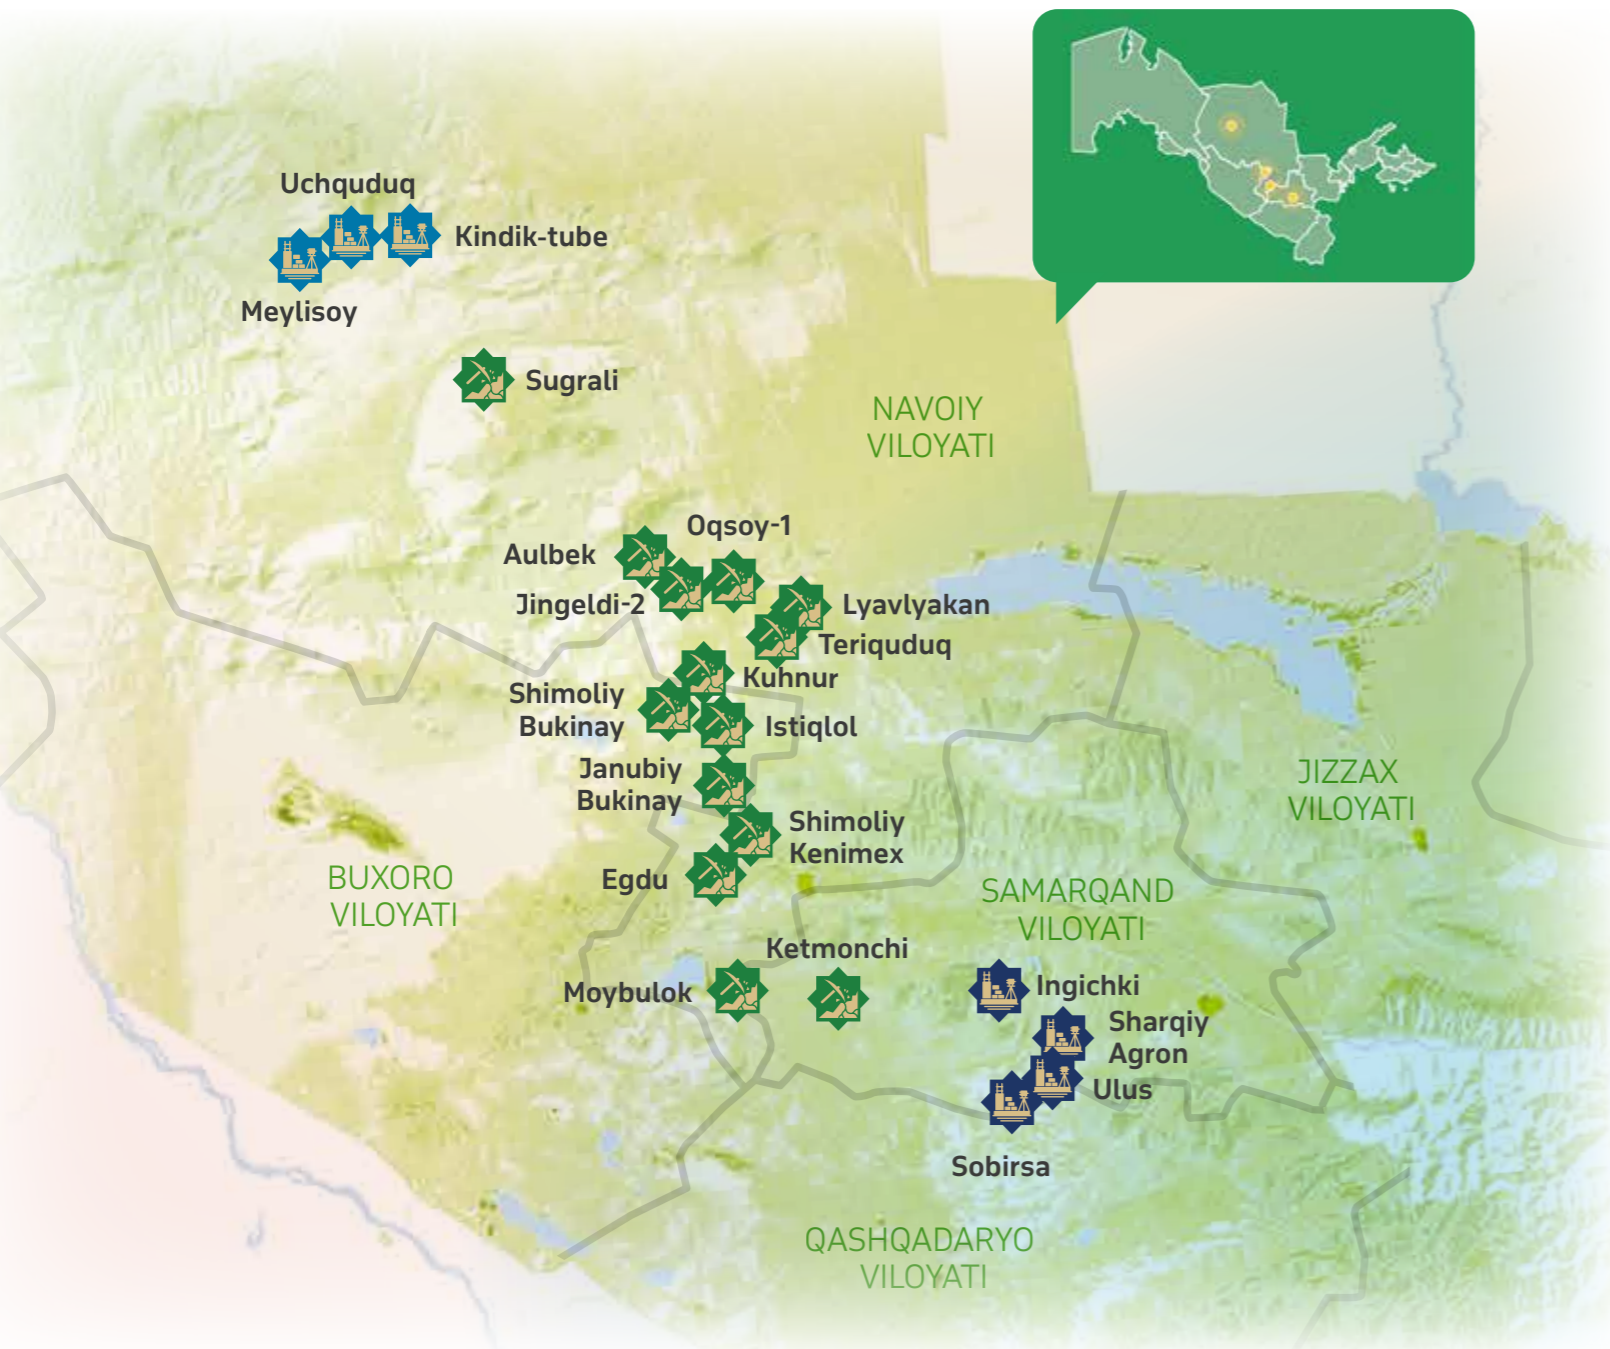 Uchquduq
Kindik-tube
Meylisoy
Sugrali
NAVOIY
VILOYATI
Oqsoy-1
Aulbek
Jingeldi-2
Lyavlyakan
Teriquduq
Kuhnur
Shimoliy
Bukinay
Istiqlol
Janubiy
Bukinay
JIZZAX
VILOYATI
Shimoliy
Kenimex
Egdu
BUXORO
VILOYATI
SAMARQAND
VILOYATI
Ketmonchi
Moybulok
Ingichki
Sharqiy
Agron
Ulus
Sobirsa
QASHQADARYO
VILOYATI